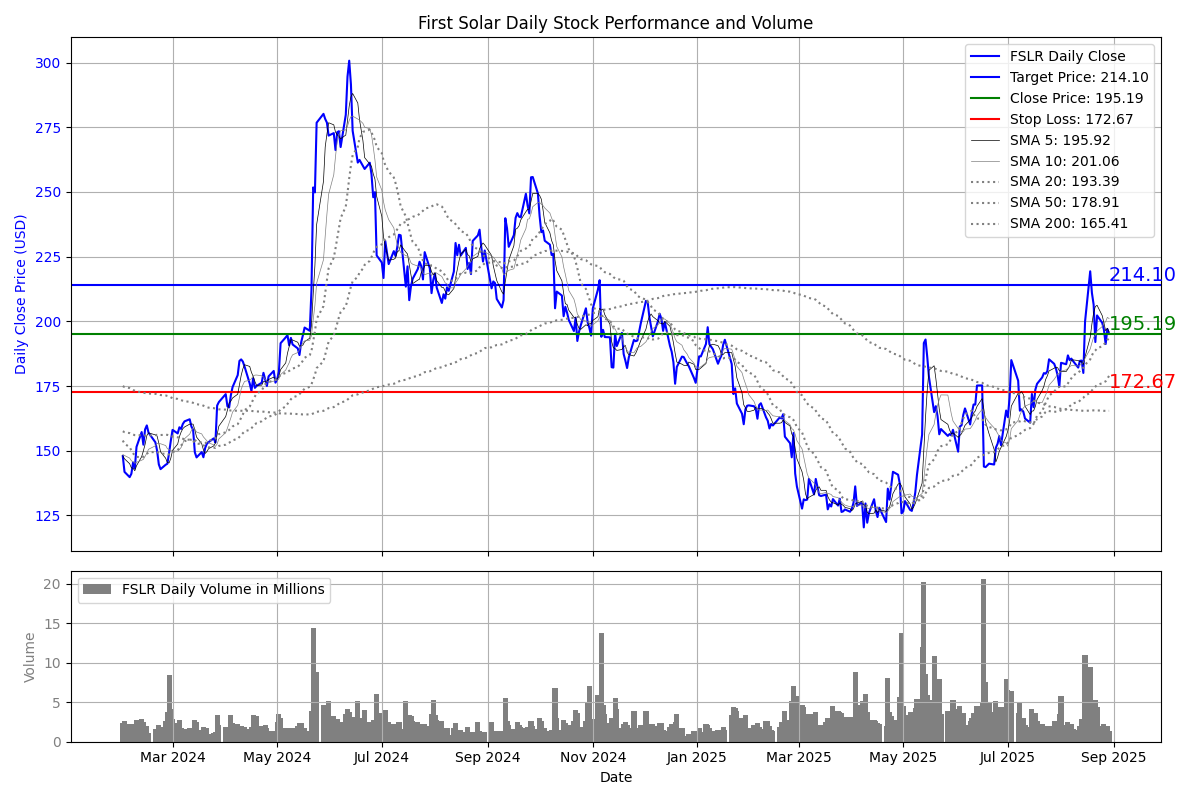 First Solar Daily Stock Performance and Volume
Daily Close Price (USD)
300
275
250
225
200
175
150
125
FSLR Daily Close
Target Price: 214.10
Close Price: 195.19
Stop Loss: 172.67
SMA 5: 195.92
SMA 10: 201.06
SMA 20: 193.39
SMA 50: 178.91
SMA 200: 165.41
214.10
195.19
172.67
Volume
20
15
10
5
0
FSLR Daily Volume in Millions
Mar 2024
May 2024
Jul 2024
Sep 2024
Nov 2024
Jan 2025
Mar 2025
May 2025
Jul 2025
Sep 2025
Date